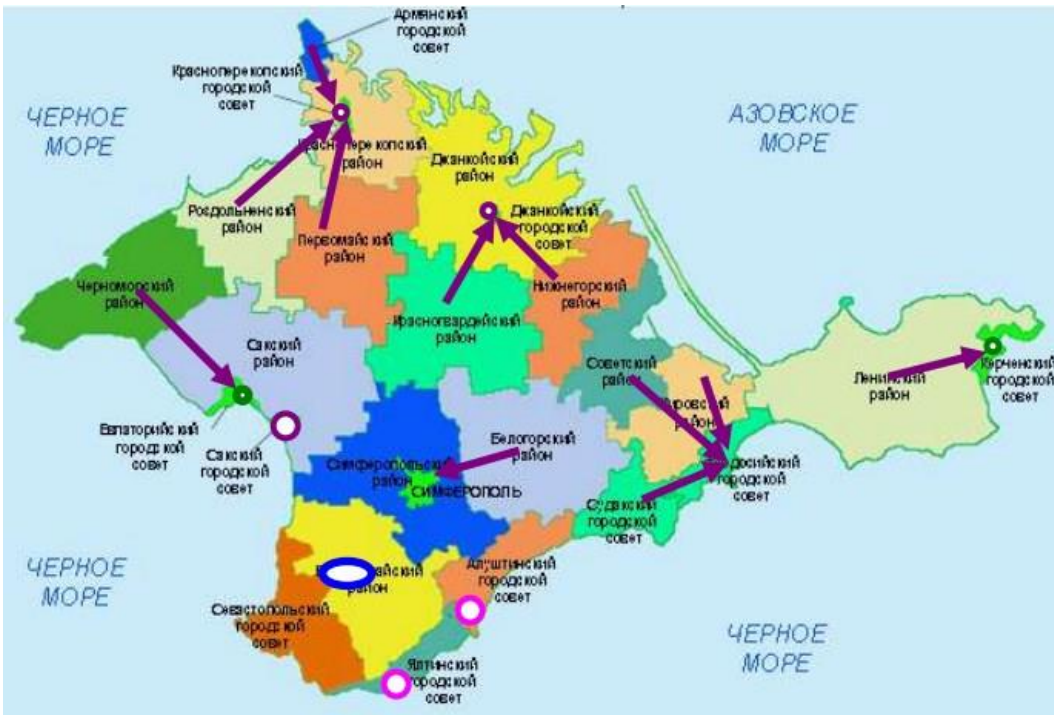 Армянский
городской
совет
Красноперекопский
городской
совет
ЧЕРНОЕ
МОРЕ
АЗОВСКОЕ
МОРЕ
район
Джанкойский
район
Роздольненский
район
Джанкойский
городской
совет
Первомайский
район
Черноморский
район
Нижнегорский
район
Красногвардейский
район
Сакский
район
Советский
район
Ленинский
район
Керченский
городской
совет
Евпаторийский
городской
совет
Сакский
городской
совет
Белогорский
район
Симферопольский
район
СИМФЕРОПОЛЬ
городской
совет
Судакский
городской
совет
ЧЕРНОЕ
МОРЕ
район
Алуштинский
городской
совет
Севастопольский
городской
совет
ЧЕРНОЕ
МОРЕ
Ялтинский
городской
совет